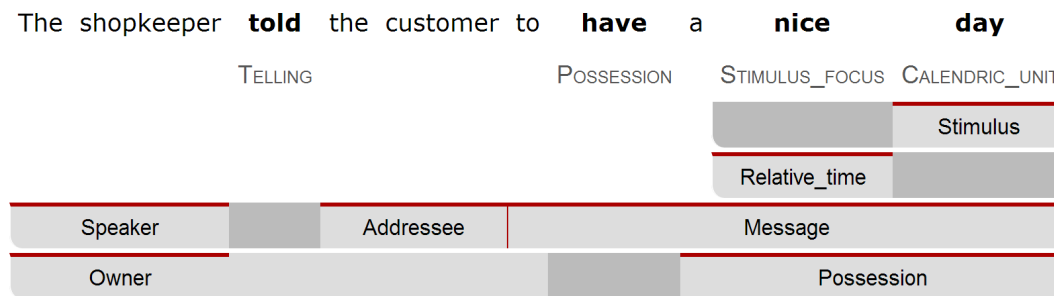 The shopkeeper told the customer to have a nice day
TELLING POSSESSION STIMULUS_FOCUS CALENDRIC_UNIT
Stimulus
Relative_time
Speaker Addressee Message
Owner Possession